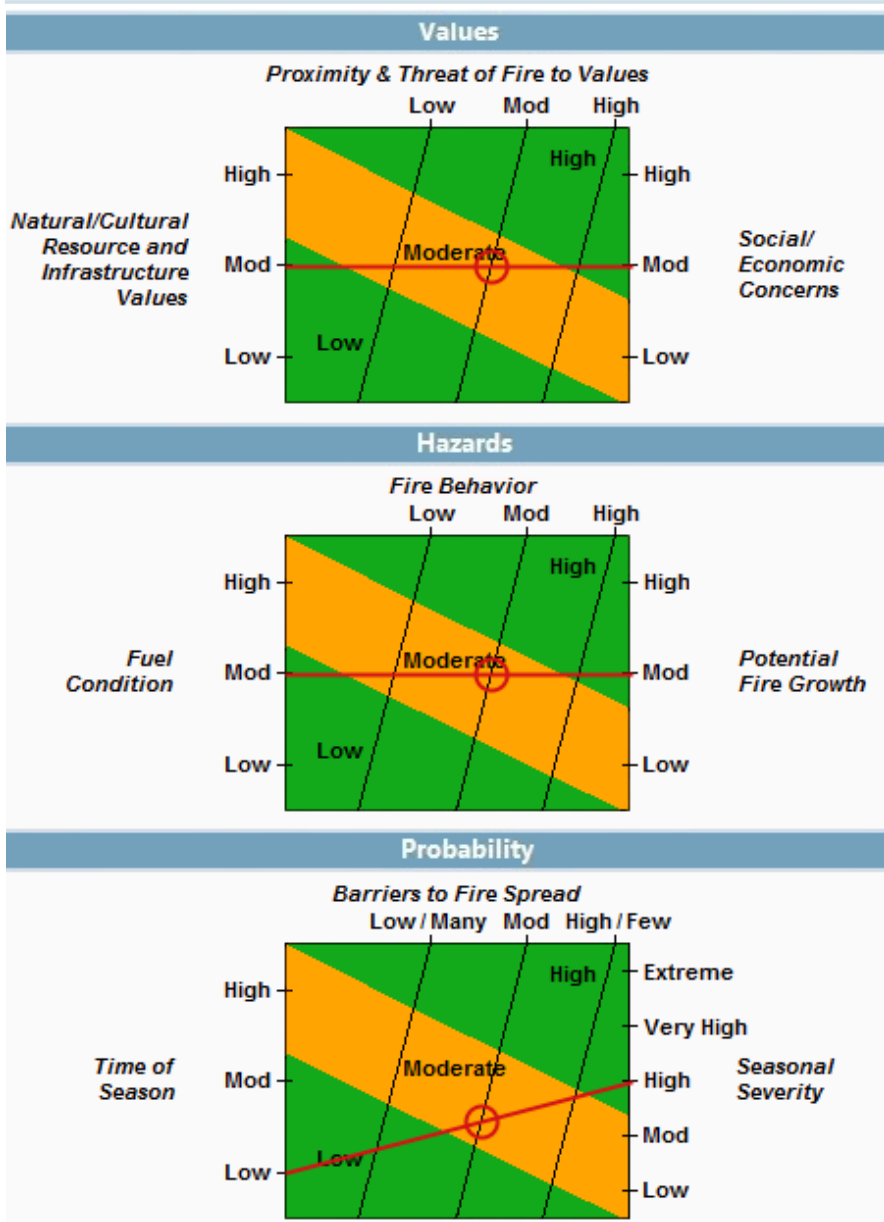 Values
Proximity & Threat of Fire to Values
Low Mod High
High
High
High
Natural/Cultural
Resource and
Infrastructure
Values
Moderate
Mod
Mod
Social/
Economic
Concerns
Low
Low
Low
Hazards
Fire Behavior
Low Mod High
High
High
High
Fuel
Condition
Moderate
Mod
Mod
Potential
Fire Growth
Low
Low
Low
Probability
Barriers to Fire Spread
Low / Many Mod High / Few
High
High
Extreme
Very High
Time of
Season
Moderate
Mod
High
Seasonal
Severity
Mod
Low
Low
Low